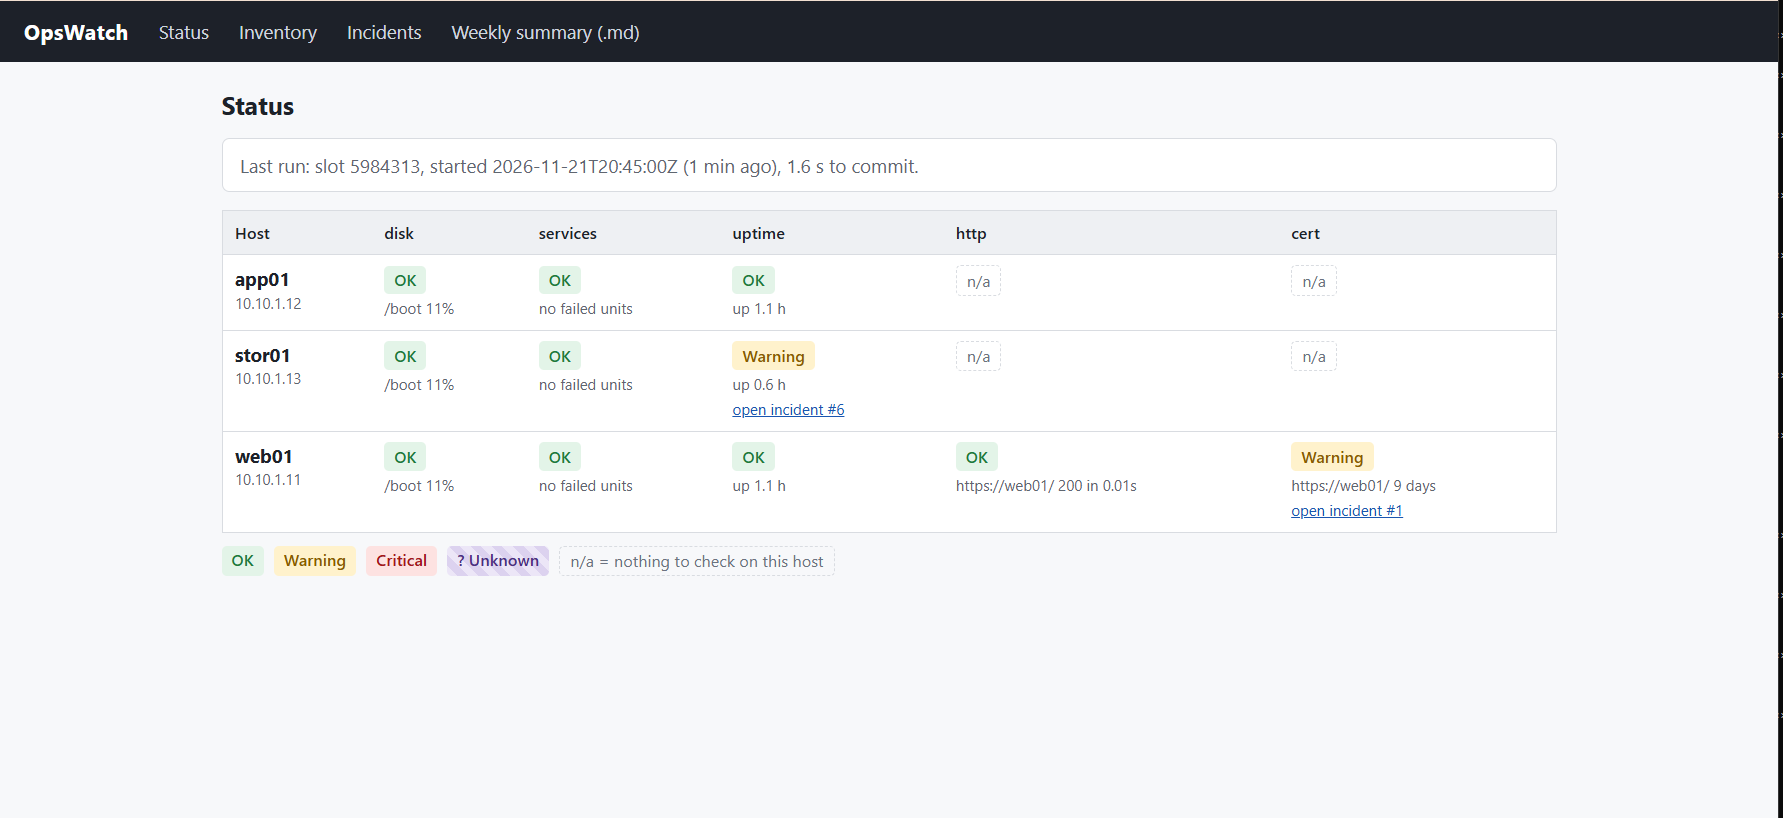 OpsWatch Status Inventory Incidents Weekly summary (.md)
Status
Last run: slot 5984313, started 2026-11-21T20:45:00Z (1 min ago), 1.6 s to commit.
Host disk services uptime http cert
app01 OK OK OK n/a n/a
10.10.1.12 /boot 11% no failed units up 1.1 h
stor01 OK OK Warning n/a n/a
10.10.1.13 /boot 11% no failed units up 0.6 h
open incident #6
web01 OK OK OK OK Warning
10.10.1.11 /boot 11% no failed units up 1.1 h https://web01/ 200 in 0.01s https://web01/ 9 days
open incident #1
OK Warning Critical ? Unknown n/a = nothing to check on this host